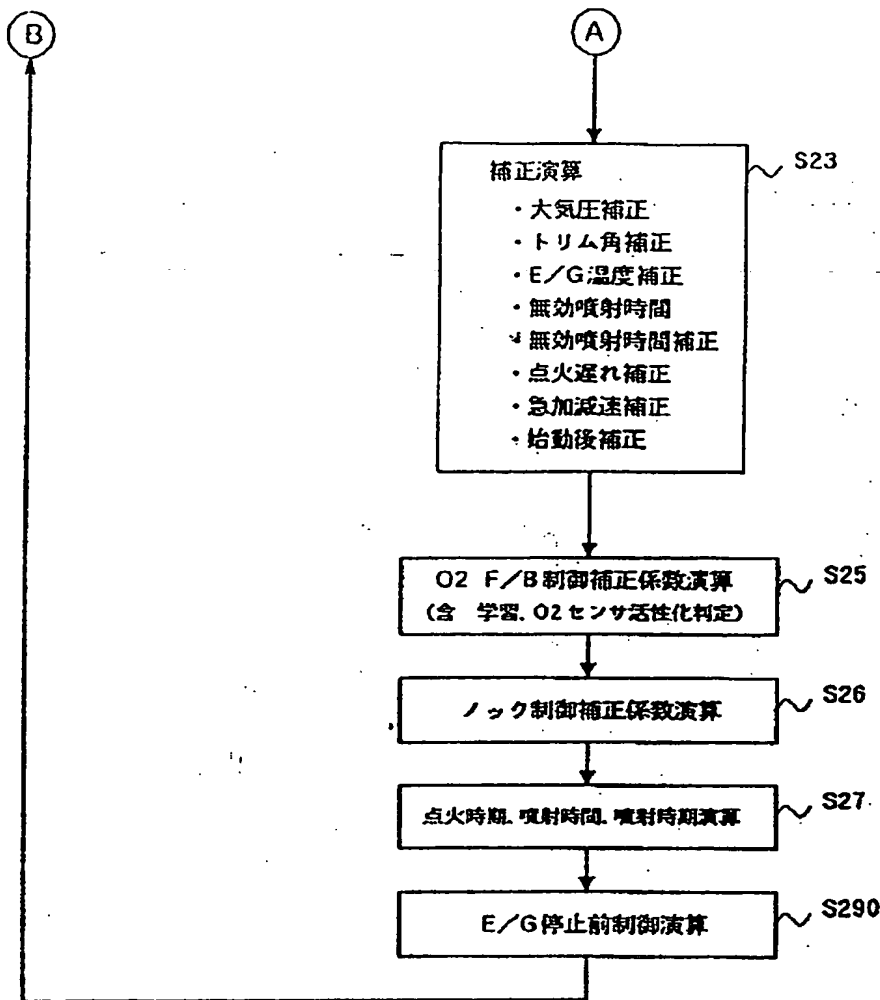 B
A
S23
補正演算
・大気圧補正
・トリム角補正
・E/G温度補正
・無効噴射時間
・無効噴射時間補正
・点火遅れ補正
・急加減速補正
・始動後補正
O2 F/B制御補正係数演算
(含 学習、O2センサ活性化判定)
S25
ノック制御補正係数演算
S26
点火時期、噴射時間、噴射時期演算
S27
E/G停止前制御演算
S290